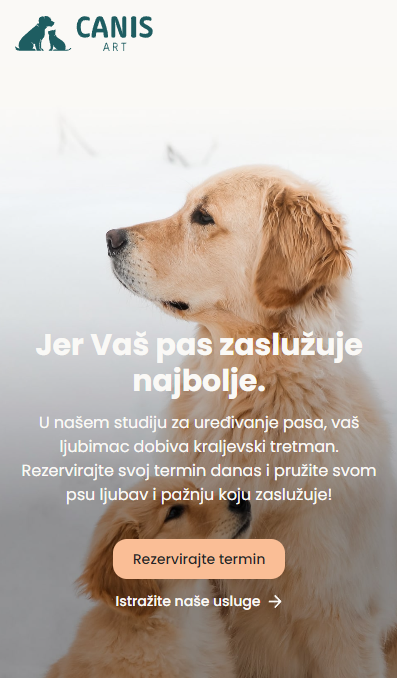 CANIS
ART
Jer Vaš pas zaslužuje
najbolje.
U našem studiju za uređivanje pasa, vaš
ljubimac dobiva kraljevski tretman.
Rezervirajte svoj termin danas i pružite svom
psu ljubav i pažnju koju zaslužuje!
Rezervirajte termin
Istražite naše usluge →